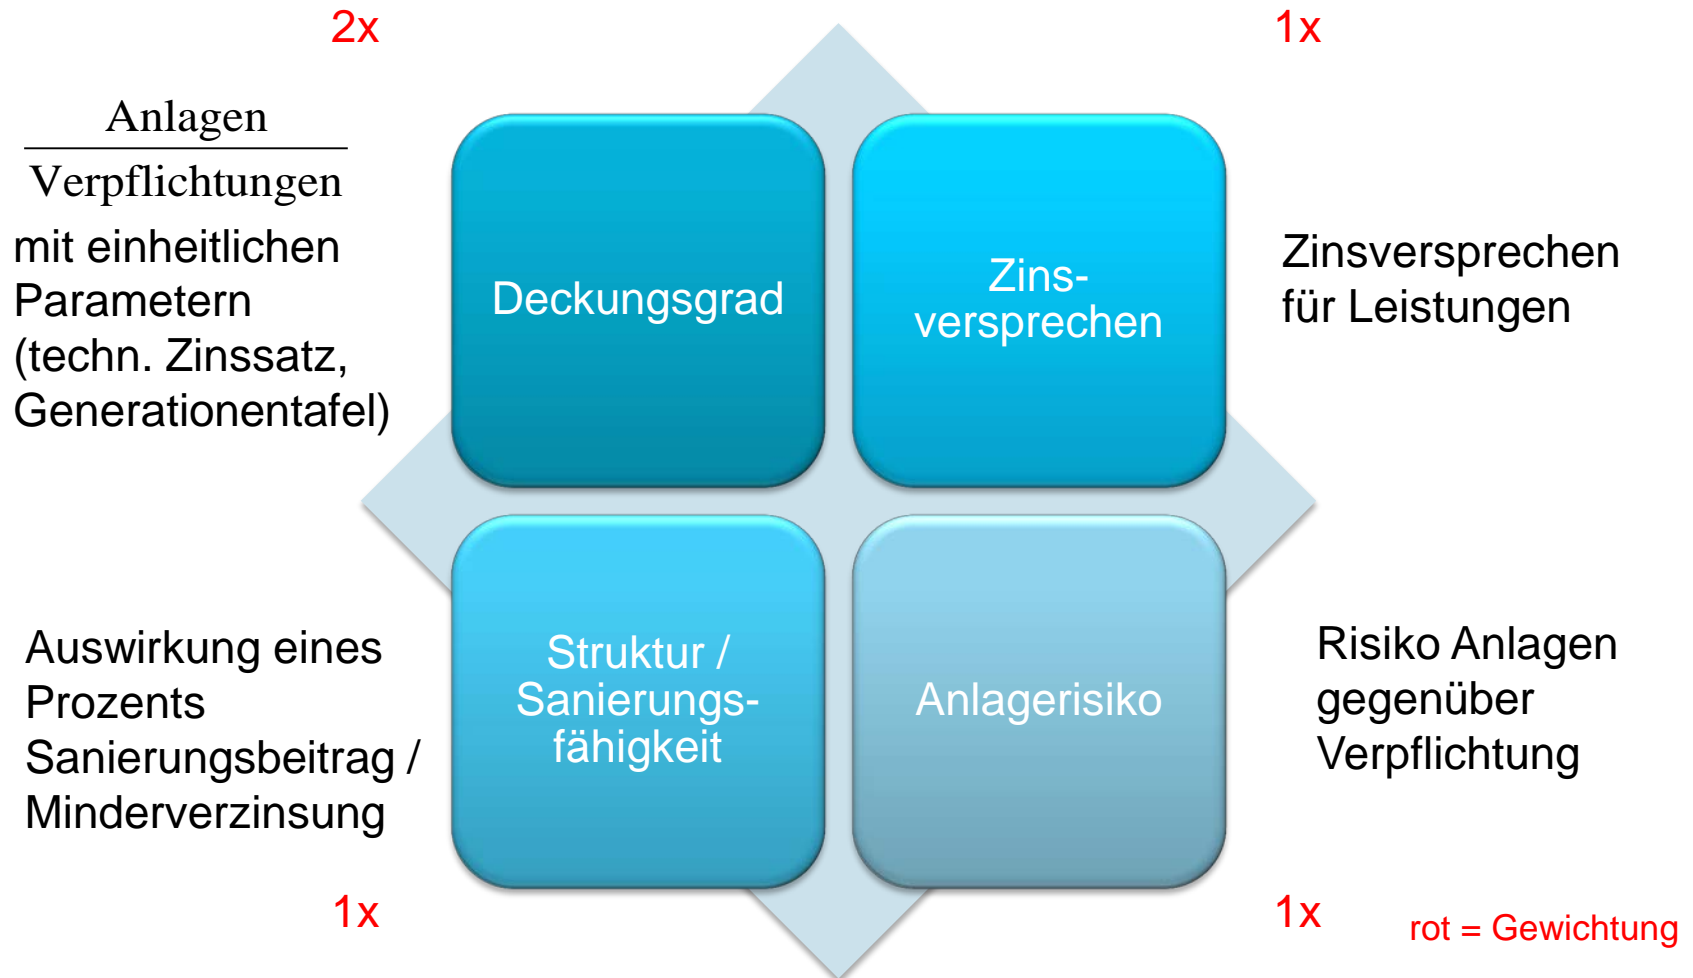 2x
1x
Anlagen
Verpflichtungen
mit einheitlichen
Parametern
(techn. Zinssatz,
Generationentafel)
Deckungsgrad
Zins-
versprechen
Zinsversprechen
für Leistungen
Auswirkung eines
Prozents
Sanierungsbeitrag /
Minderverzinsung
Struktur /
Sanierungs-
fähigkeit
Anlagerisiko
Risiko Anlagen
gegenüber
Verpflichtung
1x
1x
rot = Gewichtung